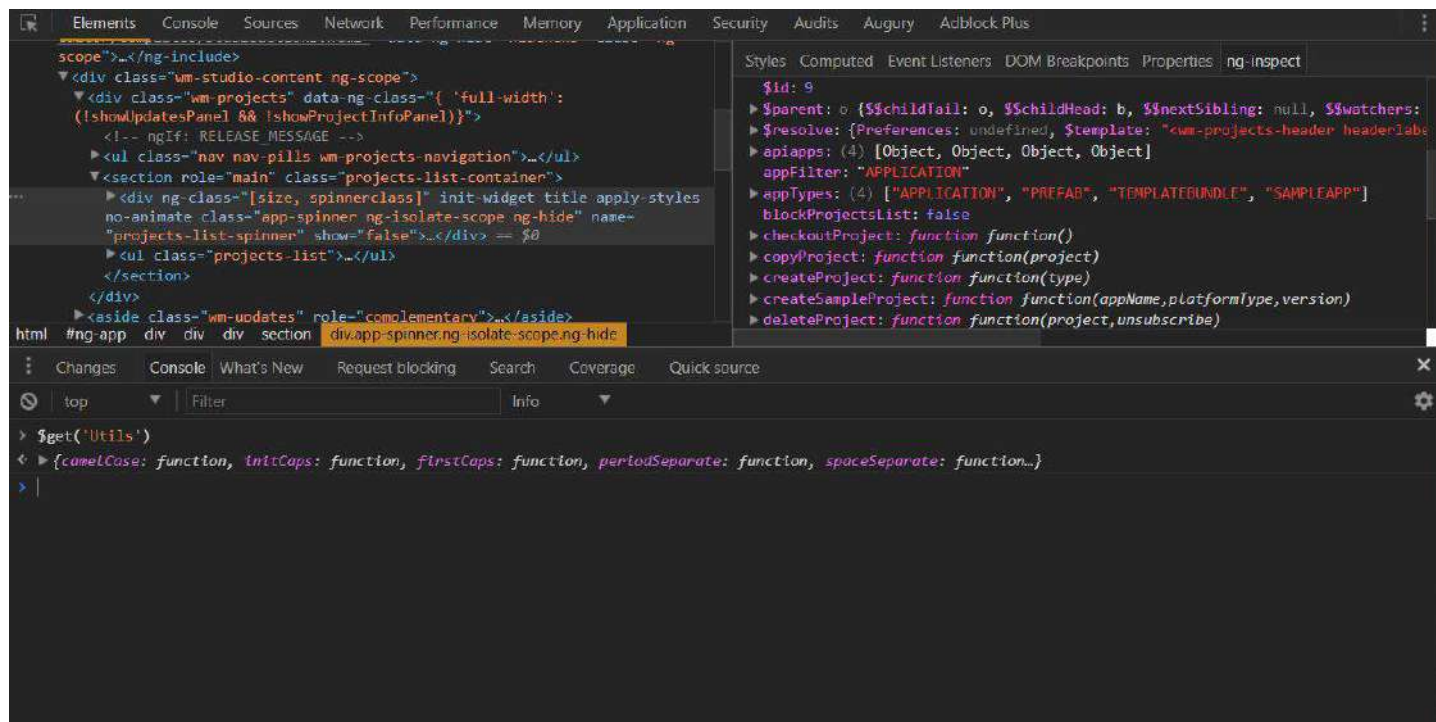 Elements Console Sources Network Performance Memory Application Security Audits Augury Adblock Plus
scope">…</ng-include>
▼<div class="wm-studio-content ng-scope">
▼<div class="wm-projects" data-ng-class="{ 'full-width':
(!showUpdatesPanel && !showProjectInfoPanel)}">
<!-- ngIf: RELEASE_MESSAGE -->
▶<ul class="nav nav-pills wm-projects-navigation">…</ul>
▼<section role="main" class="projects-list-container">
▶<div ng-class="[size, spinnerclass]" init-widget title apply-styles
no-animate class="app-spinner ng-isolate-scope ng-hide" name=
"projects-list-spinner" show="false">…</div> == $0
▶<ul class="projects-list">…</ul>
</section>
</div>
▶<aside class="wm-updates" role="complementary">…</aside>
html #ng-app div div div section div.app-spinner.ng-isolate-scope.ng-hide
Styles Computed Event Listeners DOM Breakpoints Properties ng-inspect
$id: 9
▶$parent: o {$$childTail: o, $$childHead: b, $$nextSibling: null, $$watchers:
▶$resolve: {Preferences: undefined, $template: "<wm-projects-header headerlabe
▶apiapps: (4) [Object, Object, Object, Object]
appFilter: "APPLICATION"
▶appTypes: (4) ["APPLICATION", "PREFAB", "TEMPLATEBUNDLE", "SAMPLEAPP"]
blockProjectsList: false
▶checkoutProject: function function()
▶copyProject: function function(project)
▶createProject: function function(type)
▶createSampleProject: function function(appName,platformType,version)
▶deleteProject: function function(project,unsubscribe)
Changes Console What's New Request blocking Search Coverage Quick source
top ▼ Filter Info ▼
> $get('Utils')
▶{camelCase: function, initCaps: function, firstCaps: function, periodSeparate: function, spaceSeparate: function…}
>